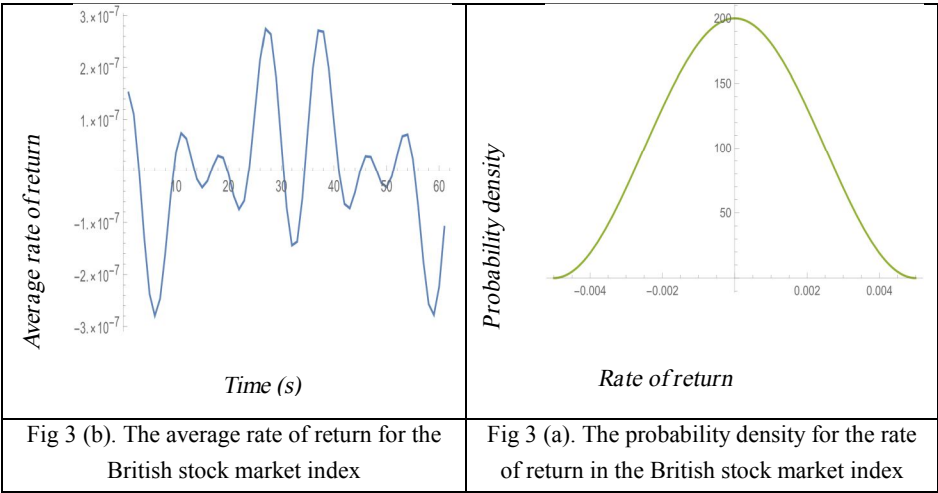 3.×10⁻⁷
2.×10⁻⁷
1.×10⁻⁷
-1.×10⁻⁷
-2.×10⁻⁷
-3.×10⁻⁷
10 20 30 40 50 60
Average rate of return
Time (s)
200
150
100
50
-0.004 -0.002 0.002 0.004
Probability density
Rate of return
Fig 3 (b). The average rate of return for the
British stock market index
Fig 3 (a). The probability density for the rate
of return in the British stock market index